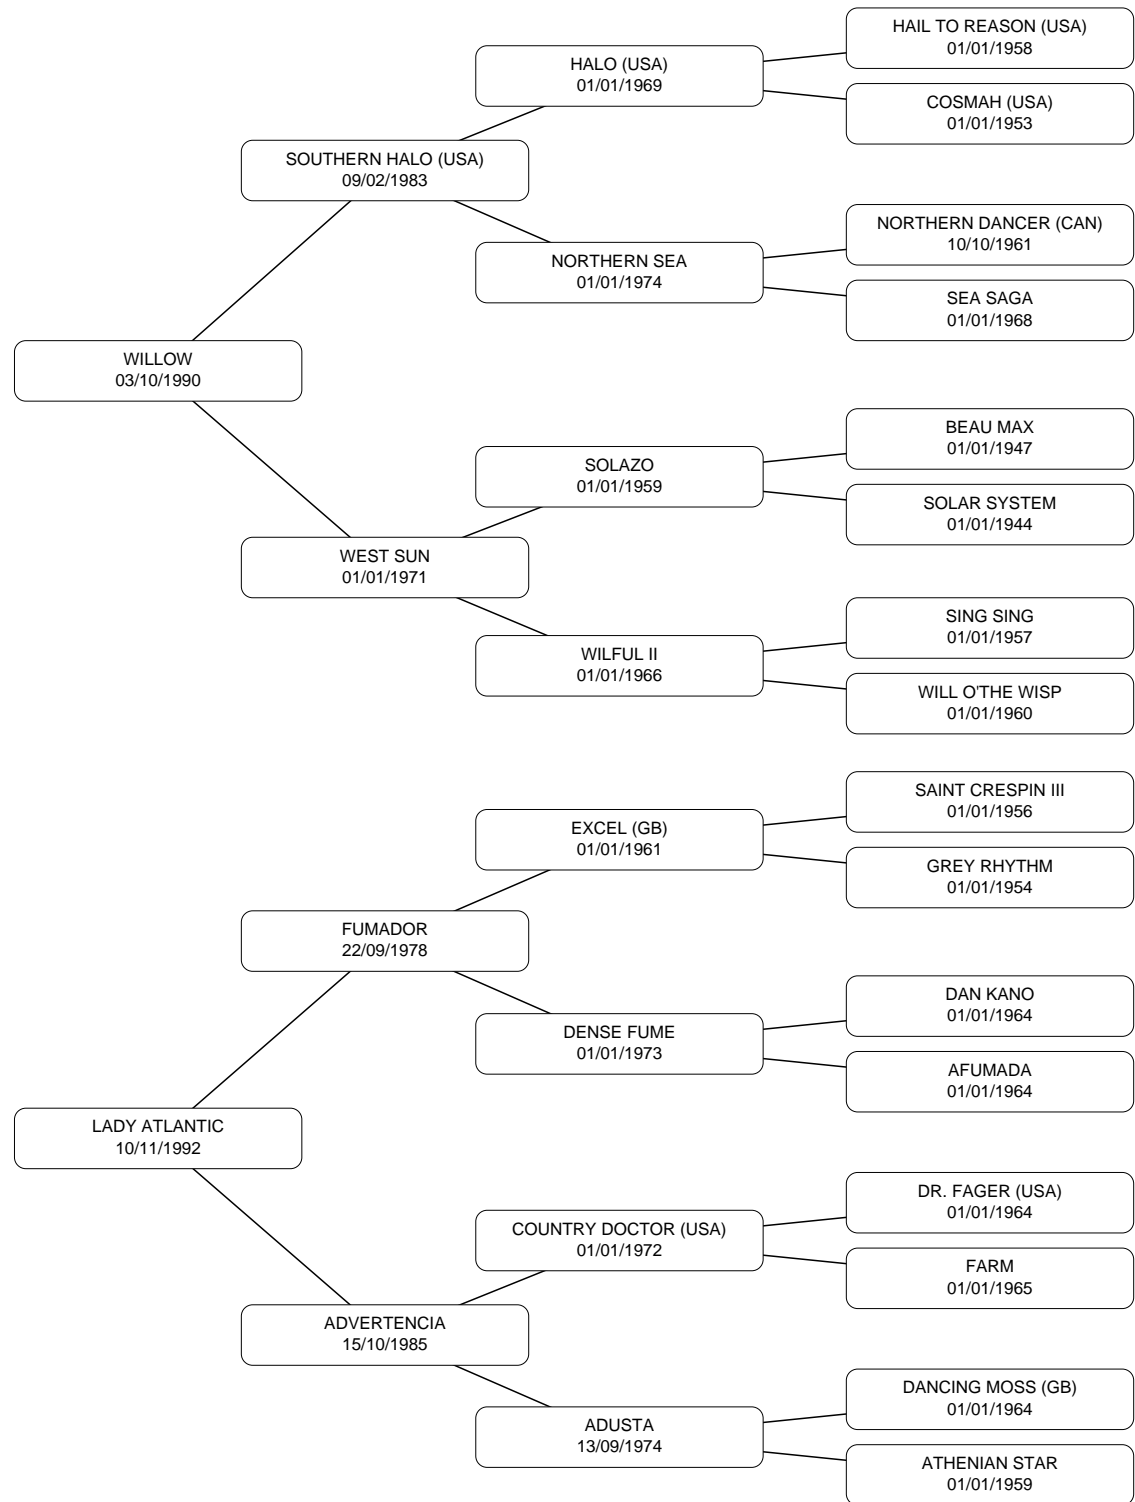 HAIL TO REASON (USA)
01/01/1958
HALO (USA)
01/01/1969
COSMAH (USA)
01/01/1953
SOUTHERN HALO (USA)
09/02/1983
NORTHERN DANCER (CAN)
10/10/1961
NORTHERN SEA
01/01/1974
SEA SAGA
01/01/1968
WILLOW
03/10/1990
BEAU MAX
01/01/1947
SOLAZO
01/01/1959
SOLAR SYSTEM
01/01/1944
WEST SUN
01/01/1971
SING SING
01/01/1957
WILFUL II
01/01/1966
WILL O'THE WISP
01/01/1960
SAINT CRESPIN III
01/01/1956
EXCEL (GB)
01/01/1961
GREY RHYTHM
01/01/1954
FUMADOR
22/09/1978
DAN KANO
01/01/1964
DENSE FUME
01/01/1973
AFUMADA
01/01/1964
LADY ATLANTIC
10/11/1992
DR. FAGER (USA)
01/01/1964
COUNTRY DOCTOR (USA)
01/01/1972
FARM
01/01/1965
ADVERTENCIA
15/10/1985
DANCING MOSS (GB)
01/01/1964
ADUSTA
13/09/1974
ATHENIAN STAR
01/01/1959